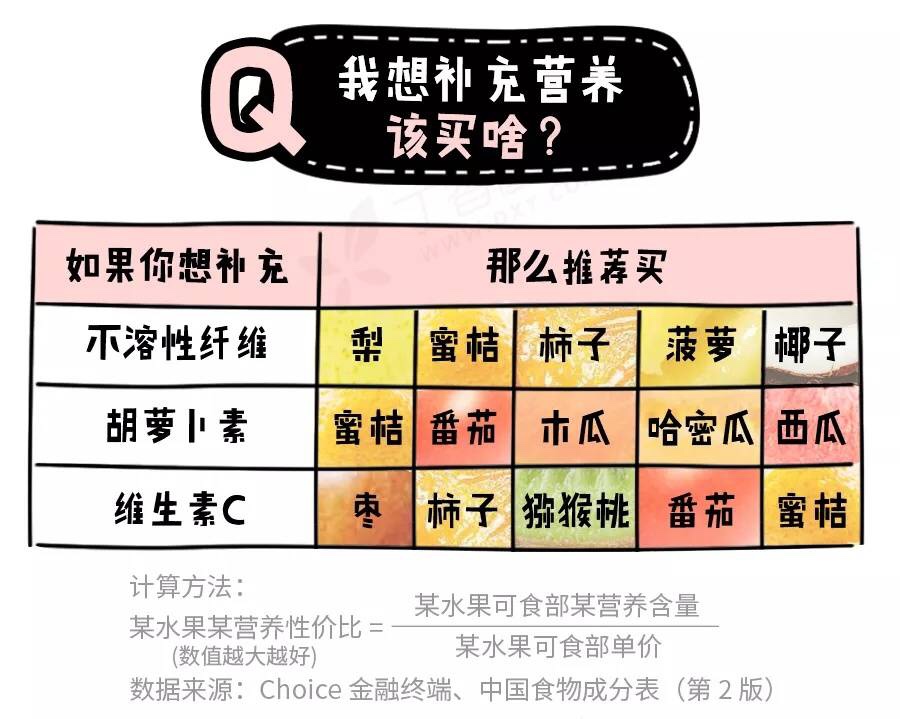 Q
我想补充营养
该买啥？
如果你想补充 那么推荐买
不溶性纤维 梨 蜜桔 柿子 菠萝 椰子
胡萝卜素 蜜桔 番茄 木瓜 哈密瓜 西瓜
维生素C 枣 柿子 猕猴桃 番茄 蜜桔
计算方法：
某水果某营养性价比 =
(数值越大越好)
某水果可食部某营养含量
某水果可食部单价
数据来源：Choice 金融终端、中国食物成分表（第 2 版）